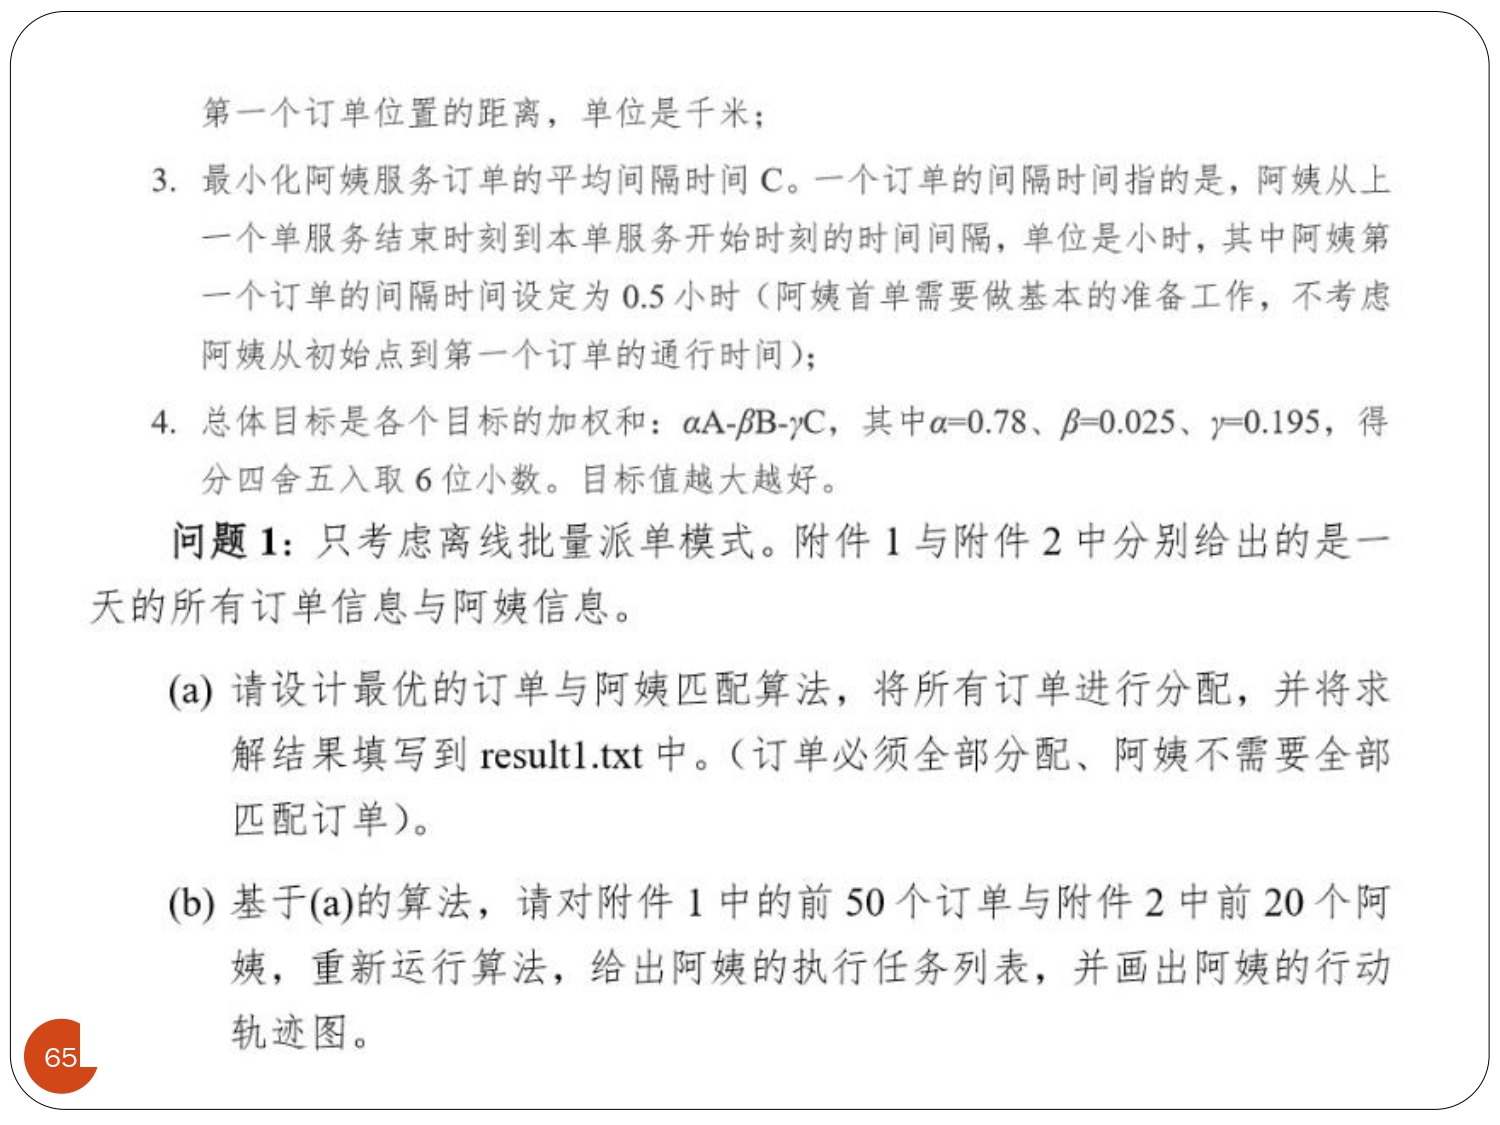 第一个订单位置的距离，单位是千米；
3. 最小化阿姨服务订单的平均间隔时间 C。一个订单的间隔时间指的是，阿姨从上
一个单服务结束时刻到本单服务开始时刻的时间间隔，单位是小时，其中阿姨第
一个订单的间隔时间设定为 0.5 小时（阿姨首单需要做基本的准备工作，不考虑
阿姨从初始点到第一个订单的通行时间）；
4. 总体目标是各个目标的加权和：αA-βB-γC，其中α=0.78、β=0.025、γ=0.195，得
分四舍五入取 6 位小数。目标值越大越好。
问题 1：只考虑离线批量派单模式。附件 1 与附件 2 中分别给出的是一
天的所有订单信息与阿姨信息。
(a) 请设计最优的订单与阿姨匹配算法，将所有订单进行分配，并将求
解结果填写到 result1.txt 中。（订单必须全部分配、阿姨不需要全部
匹配订单）。
(b) 基于(a)的算法，请对附件 1 中的前 50 个订单与附件 2 中前 20 个阿
姨，重新运行算法，给出阿姨的执行任务列表，并画出阿姨的行动
轨迹图。
65